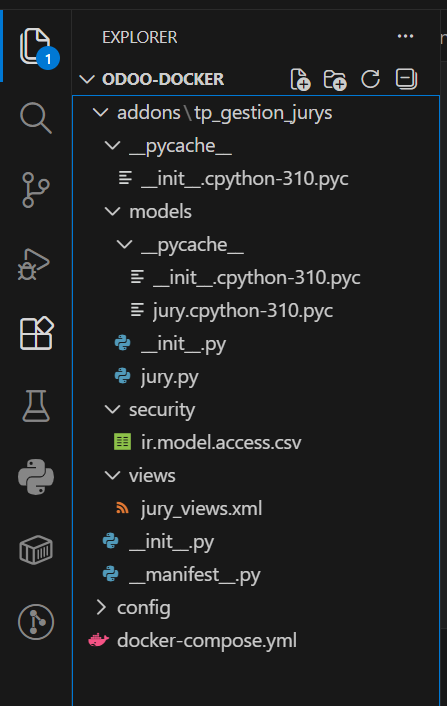 EXPLORER ...
ODOO-DOCKER
addons\tp_gestion_jurys
__pycache__
__init__.cpython-310.pyc
models
__pycache__
__init__.cpython-310.pyc
jury.cpython-310.pyc
__init__.py
jury.py
security
ir.model.access.csv
views
jury_views.xml
__init__.py
__manifest__.py
config
docker-compose.yml
1